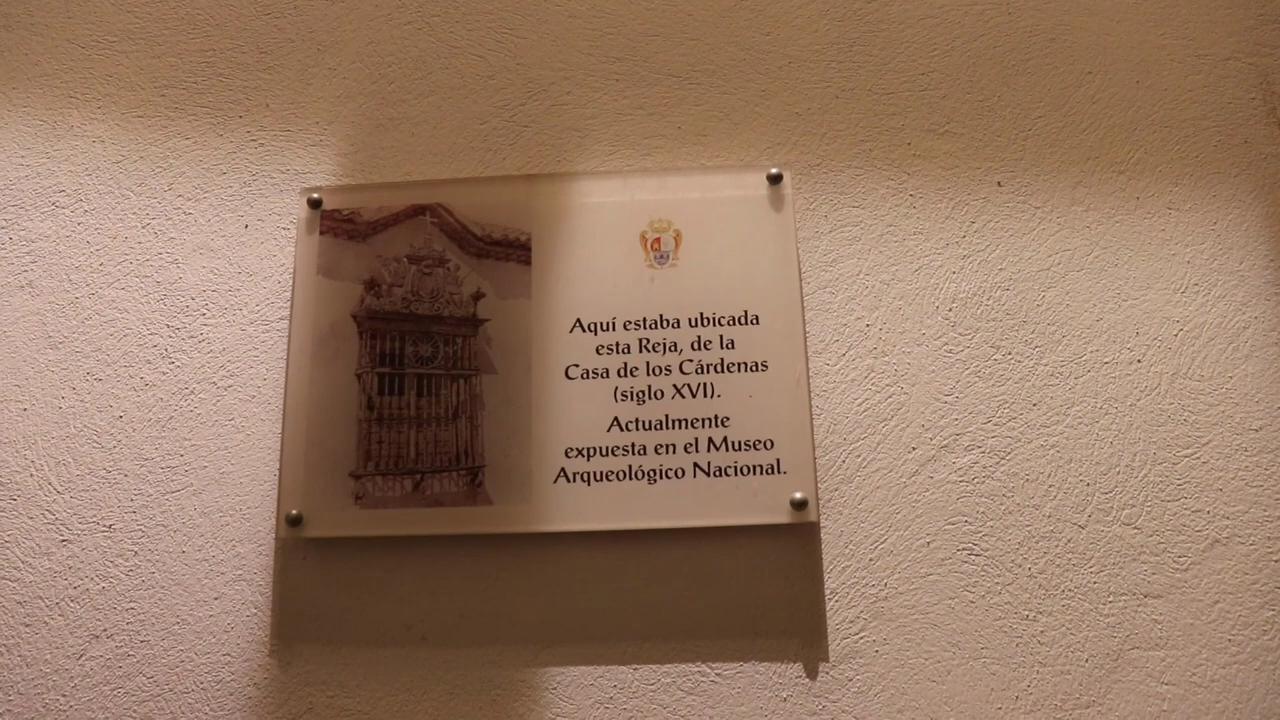 Aquí estaba ubicada
esta Reja, de la
Casa de los Cárdenas
(siglo XVI).
Actualmente
expuesta en el Museo
Arqueológico Nacional.